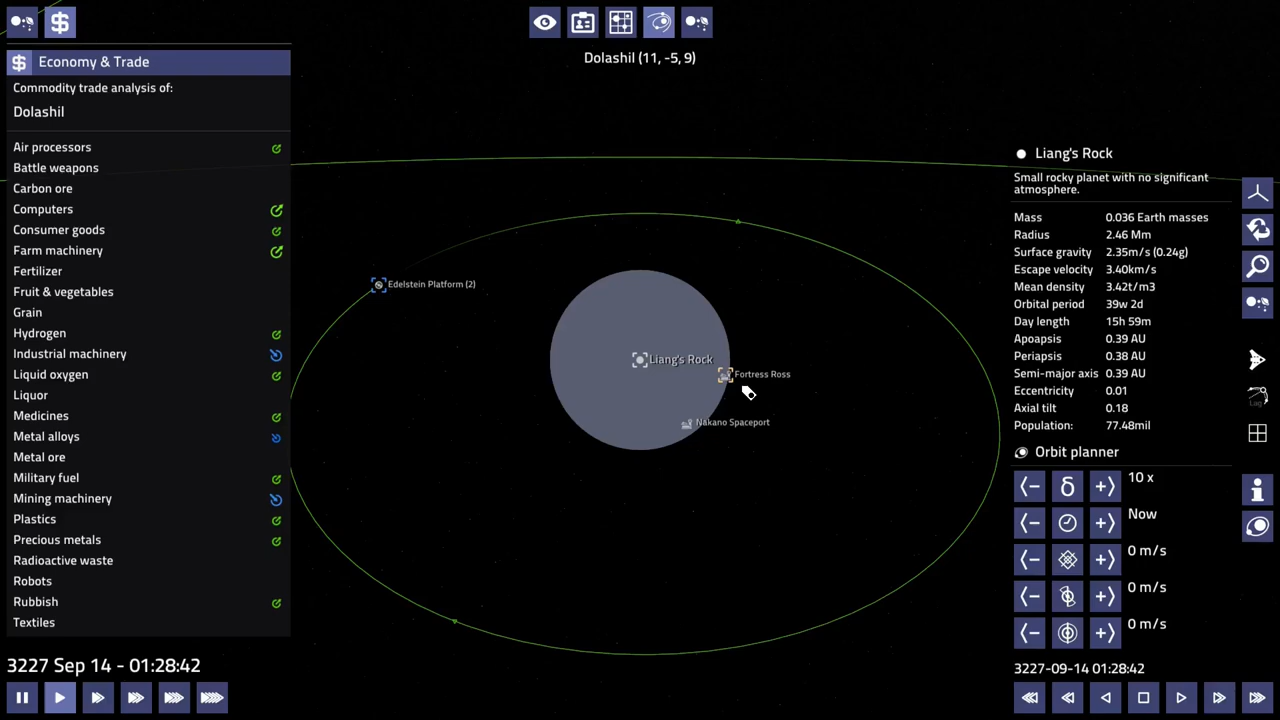 Dolashil (11, -5, 9)
$ Economy & Trade
Commodity trade analysis of:
Dolashil
Air processors
Battle weapons
Carbon ore
Computers
Consumer goods
Farm machinery
Fertilizer
Fruit & vegetables
Grain
Hydrogen
Industrial machinery
Liquid oxygen
Liquor
Medicines
Metal alloys
Metal ore
Military fuel
Mining machinery
Plastics
Precious metals
Radioactive waste
Robots
Rubbish
Textiles
3227 Sep 14 - 01:28:42
Edelstein Platform (2)
Liang's Rock
Fortress Ross
Nakano Spaceport
Liang's Rock
Small rocky planet with no significant
atmosphere.
Mass 0.036 Earth masses
Radius 2.46 Mm
Surface gravity 2.35m/s (0.24g)
Escape velocity 3.40km/s
Mean density 3.42t/m3
Orbital period 39w 2d
Day length 15h 59m
Apoapsis 0.39 AU
Periapsis 0.38 AU
Semi-major axis 0.39 AU
Eccentricity 0.01
Axial tilt 0.18
Population: 77.48mil
Orbit planner
10 x
Now
0 m/s
0 m/s
0 m/s
3227-09-14 01:28:42
Lag